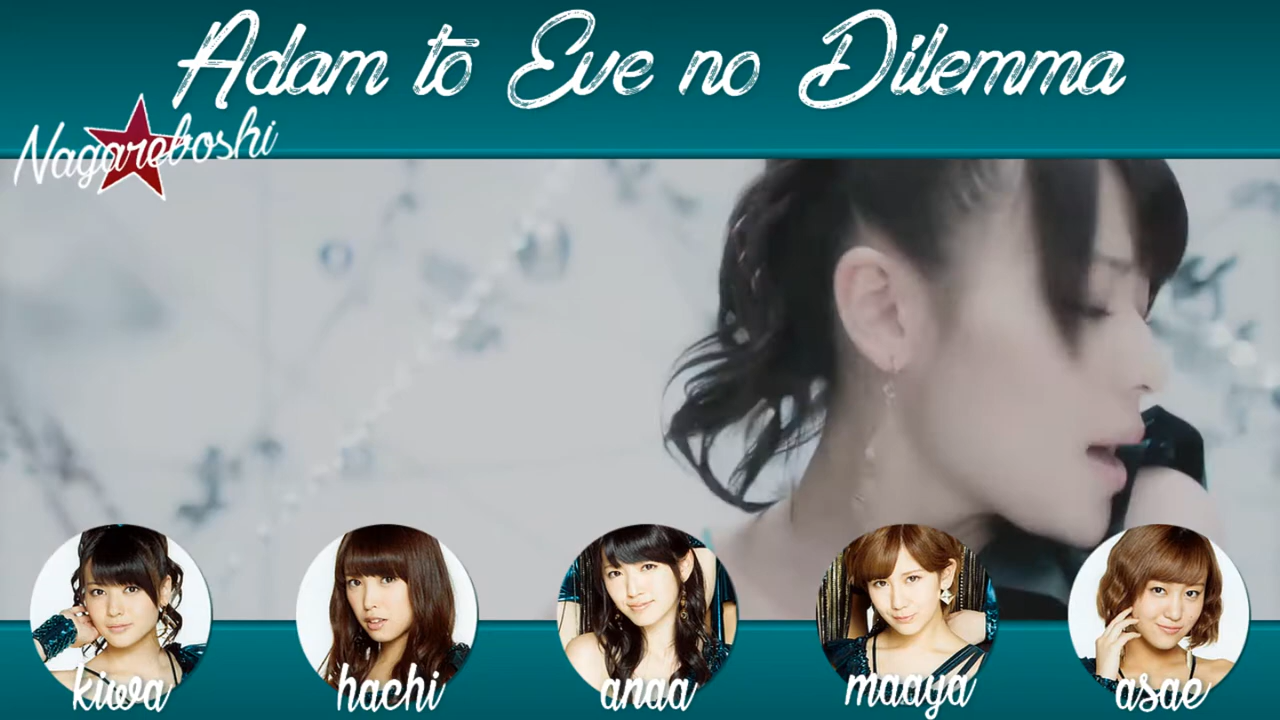 Adam to Eve no Dilemma
Nagareboshi
kiwa
hachi
anaa
maaya
asae